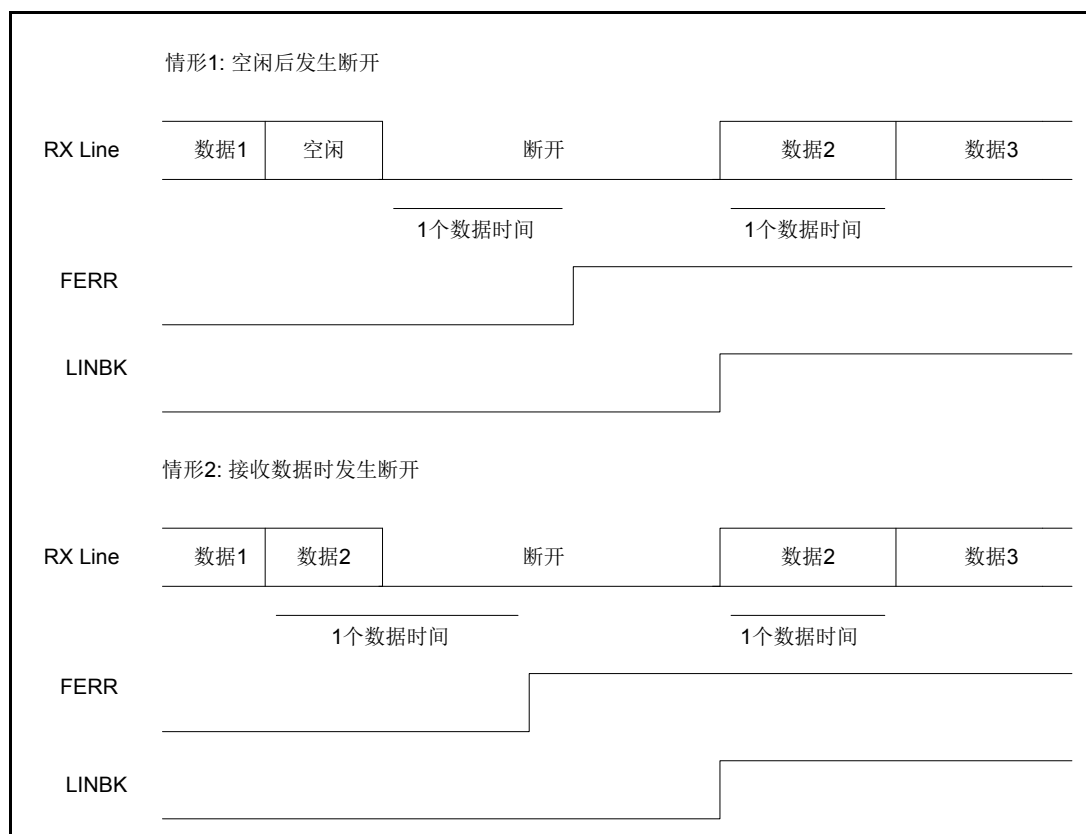 情形1: 空闲后发生断开
RX Line 数据1 空闲 断开 数据2 数据3
1个数据时间 1个数据时间
FERR
LINBK
情形2: 接收数据时发生断开
RX Line 数据1 数据2 断开 数据2 数据3
1个数据时间 1个数据时间
FERR
LINBK